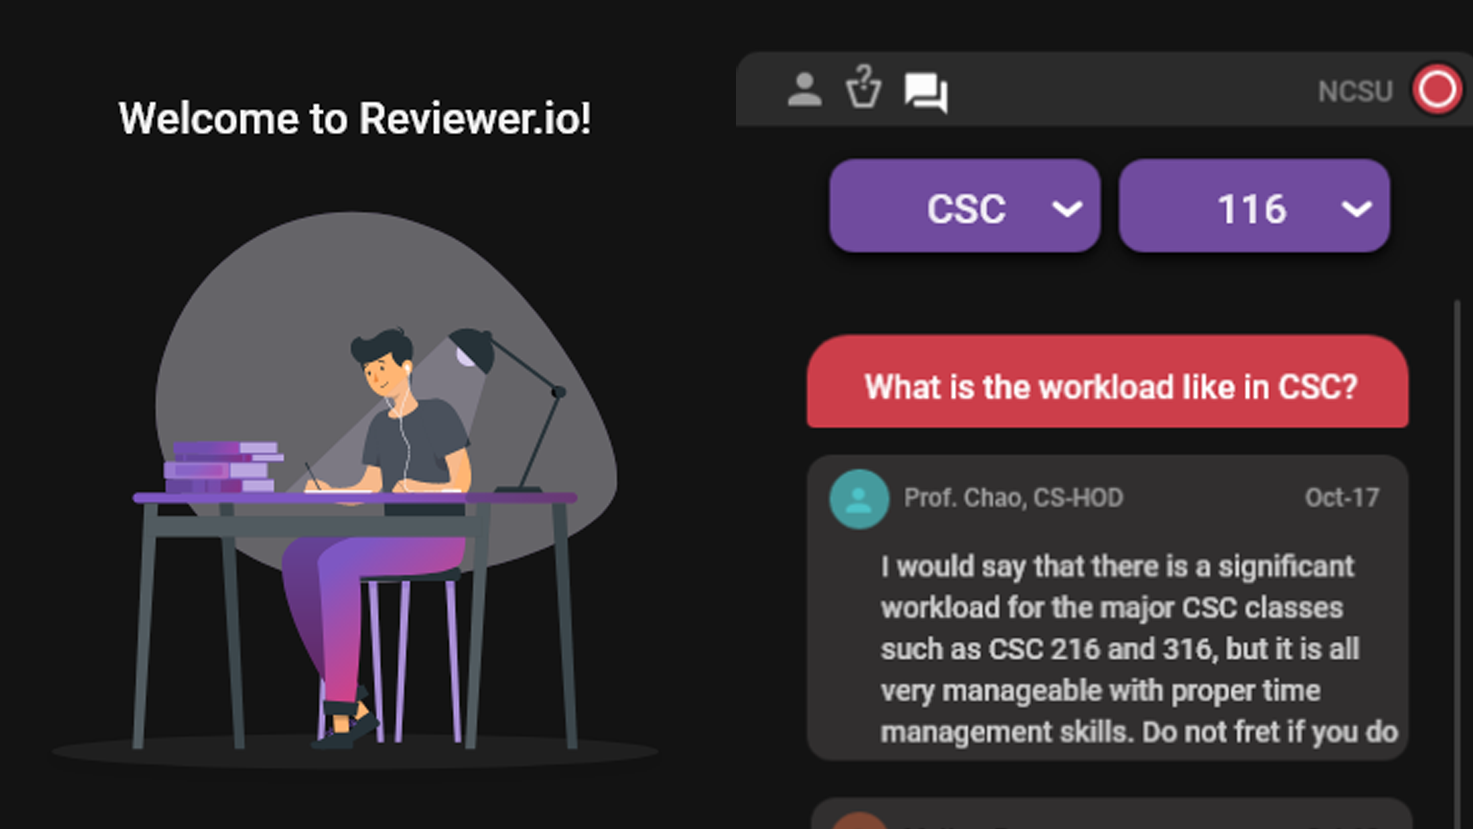 Welcome to Reviewer.io!
NCSU
CSC
116
What is the workload like in CSC?
Prof. Chao, CS-HOD
Oct-17
I would say that there is a significant
workload for the major CSC classes
such as CSC 216 and 316, but it is all
very manageable with proper time
management skills. Do not fret if you do